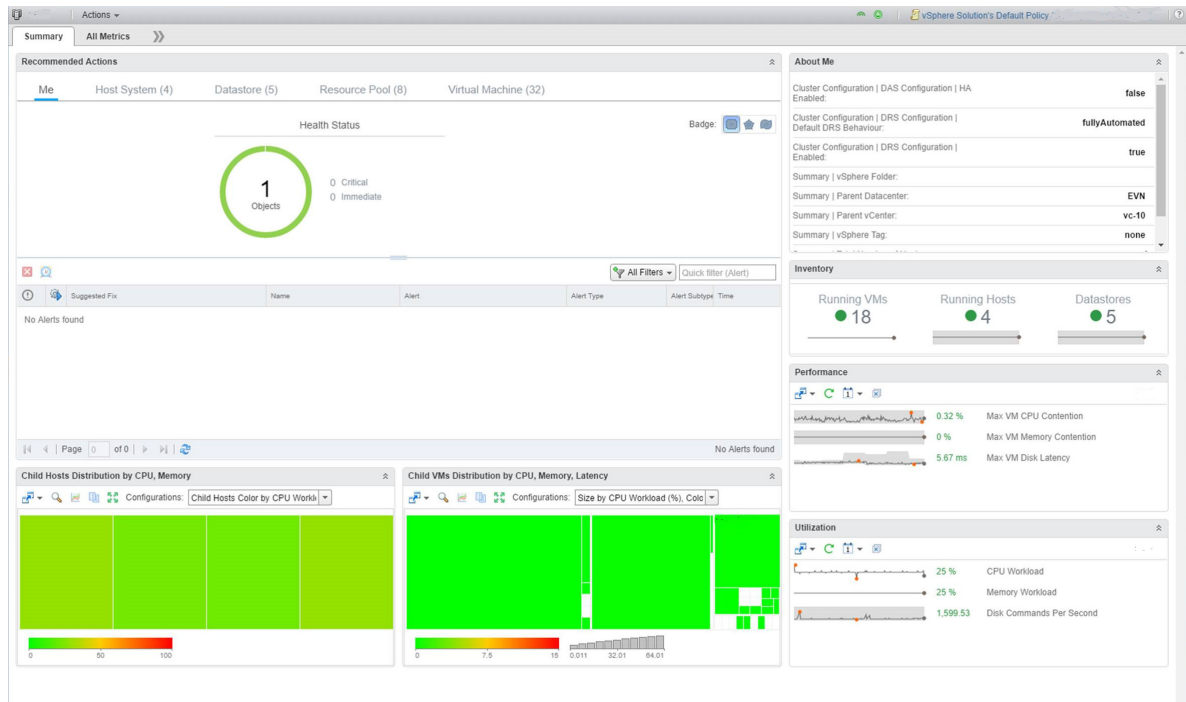 Actions
vSphere Solution's Default Policy
?
Summary
All Metrics
Recommended Actions
Me
Host System (4)
Datastore (5)
Resource Pool (8)
Virtual Machine (32)
Health Status
Badge:
1
Objects
0 Critical
0 Immediate
All Filters
Quick filter (Alert)
Suggested Fix
Name
Alert
Alert Type
Alert Subtype
Time
No Alerts found
Page 0 of 0
No Alerts found
Child Hosts Distribution by CPU, Memory
Configurations: Child Hosts Color by CPU Workl
0 50 100
Child VMs Distribution by CPU, Memory, Latency
Configurations: Size by CPU Workload (%), Colo
0 7.5 15
0.011 32.01 64.01
About Me
Cluster Configuration | DAS Configuration | HA
Enabled:
false
Cluster Configuration | DRS Configuration |
Default DRS Behaviour:
fullyAutomated
Cluster Configuration | DRS Configuration |
Enabled:
true
Summary | vSphere Folder:
Summary | Parent Datacenter: EVN
Summary | Parent vCenter: vc-10
Summary | vSphere Tag: none
Inventory
Running VMs
18
Running Hosts
4
Datastores
5
Performance
1
0.32 % Max VM CPU Contention
0 % Max VM Memory Contention
5.67 ms Max VM Disk Latency
Utilization
1
25 % CPU Workload
25 % Memory Workload
1,599.53 Disk Commands Per Second